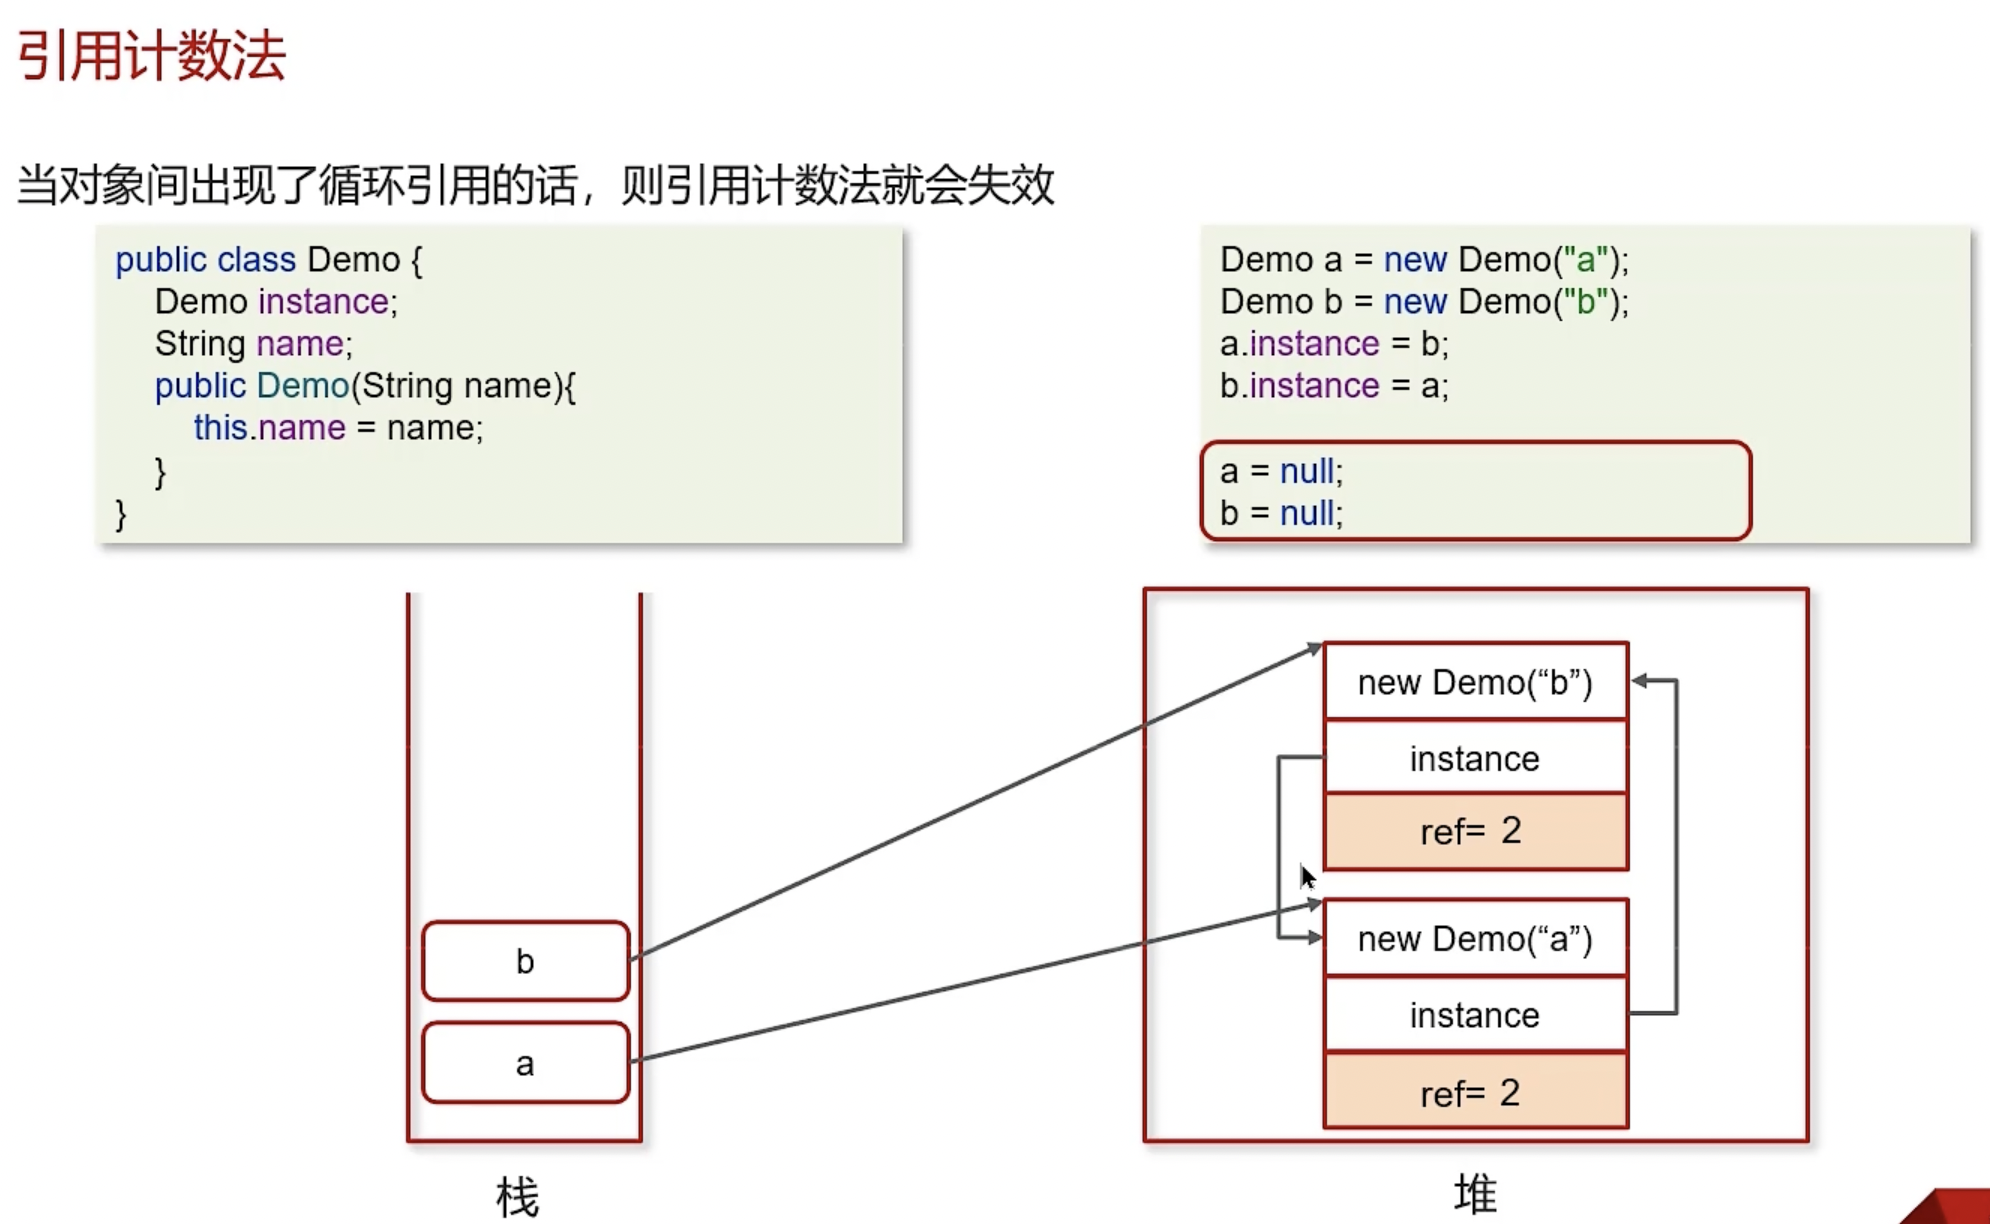 引用计数法
当对象间出现了循环引用的话，则引用计数法就会失效
public class Demo {
Demo instance;
String name;
public Demo(String name){
this.name = name;
}
}
Demo a = new Demo("a");
Demo b = new Demo("b");
a.instance = b;
b.instance = a;
a = null;
b = null;
b
a
栈
new Demo(“b”)
instance
ref= 2
new Demo(“a”)
instance
ref= 2
堆